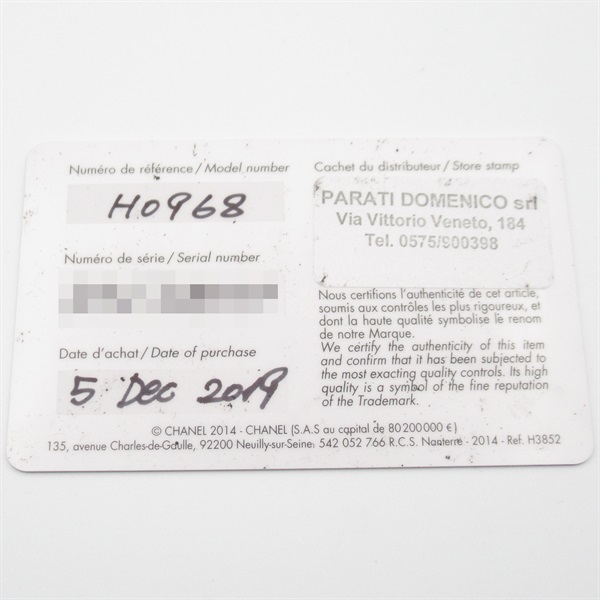 Numéro de référence / Model number
H0968
Numéro de série / Serial number
Date d'achat / Date of purchase
5 Dec 2019
Cachet du distributeur / Store stamp
PARATI DOMENICO srl
Via Vittorio Veneto, 184
Tel. 0575/900398
Nous certifions l'authenticité de cet article,
soumis aux contrôles les plus rigoureux, et
dont la haute qualité symbolise le renom
de notre Marque.
We certify the authenticity of this item
and confirm that it has been subjected to
the most exacting quality controls. Its high
quality is a symbol of the fine reputation
of the Trademark.
© CHANEL 2014 - CHANEL (S.A.S au capital de 80 200 000 €)
135, avenue Charles-de-Gaulle, 92200 Neuilly-sur-Seine. 542 052 766 R.C.S. Nanterre - 2014 - Ref. H3852